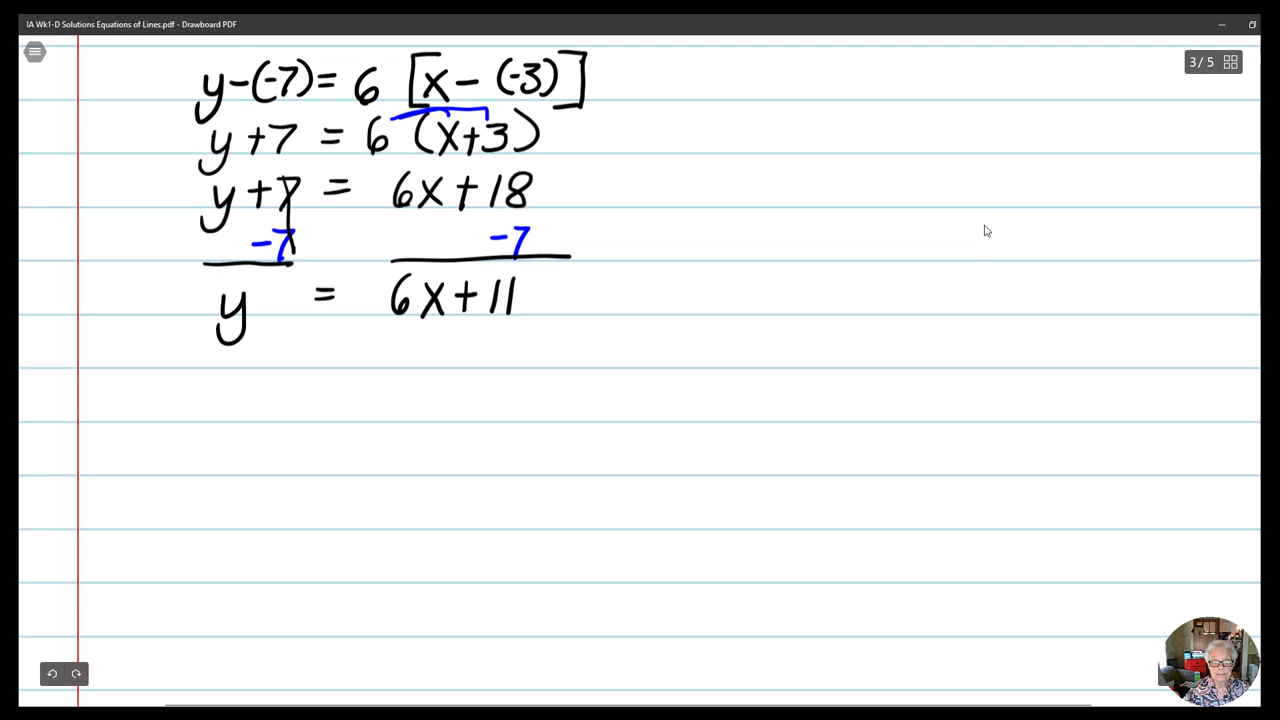 IA Wk1-D Solutions Equations of Lines.pdf - Drawboard PDF
3 / 5
y-(-7)= 6 [x- (-3)]
y+7 = 6 (x+3)
y+7 = 6x+18
-7 -7
y = 6x+11